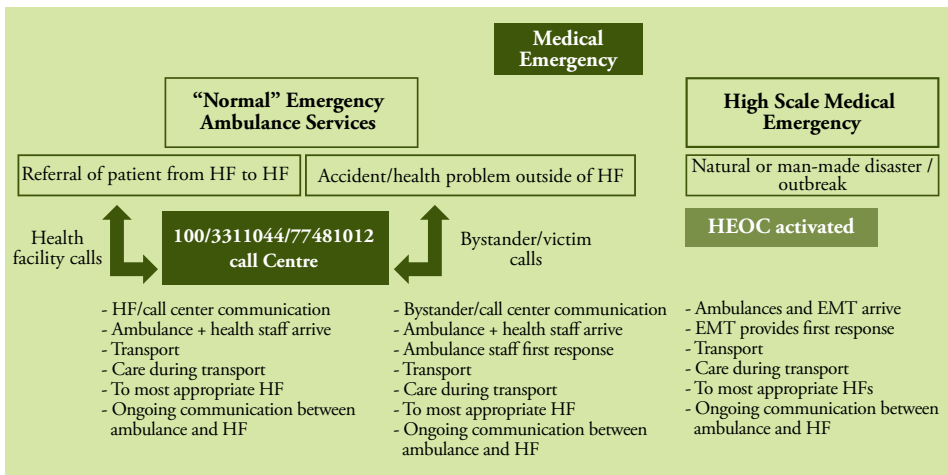 Medical
Emergency
“Normal” Emergency
Ambulance Services
High Scale Medical
Emergency
Referral of patient from HF to HF
Accident/health problem outside of HF
Natural or man-made disaster /
outbreak
Health
facility calls
100/3311044/77481012
call Centre
Bystander/victim
calls
HEOC activated
- HF/call center communication
- Ambulance + health staff arrive
- Transport
- Care during transport
- To most appropriate HF
- Ongoing communication between
ambulance and HF
- Bystander/call center communication
- Ambulance + health staff arrive
- Ambulance staff first response
- Transport
- Care during transport
- To most appropriate HF
- Ongoing communication between
ambulance and HF
- Ambulances and EMT arrive
- EMT provides first response
- Transport
- Care during transport
- To most appropriate HFs
- Ongoing communication between
ambulance and HF